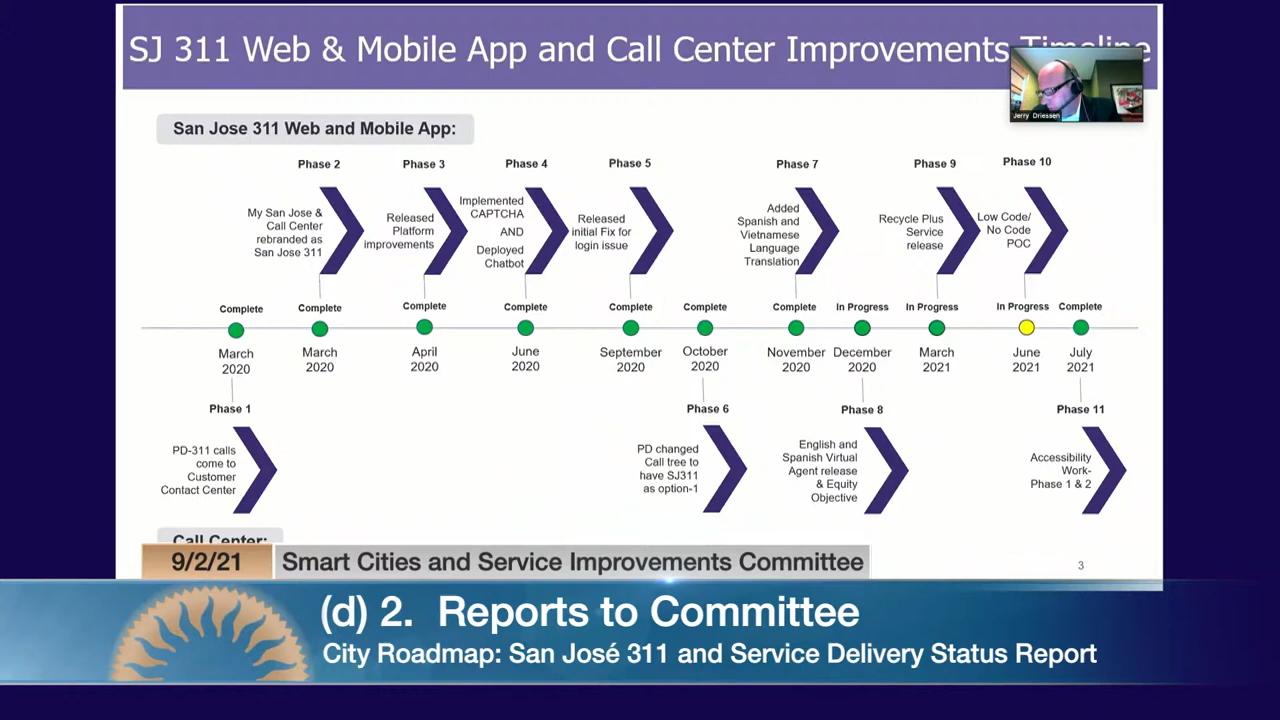 SJ 311 Web & Mobile App and Call Center Improvements Timeline
Jerry Driessen
San Jose 311 Web and Mobile App:
Phase 2
Phase 3
Phase 4
Phase 5
Phase 7
Phase 9
Phase 10
My San Jose &
Call Center
rebranded as
San Jose 311
Released
Platform
improvements
Implemented
CAPTCHA
AND
Deployed
Chatbot
Released
initial Fix for
login issue
Added
Spanish and
Vietnamese
Language
Translation
Recycle Plus
Service
release
Low Code/
No Code
POC
Complete
Complete
Complete
Complete
Complete
Complete
Complete
In Progress
In Progress
In Progress
Complete
March
2020
March
2020
April
2020
June
2020
September
2020
October
2020
November
2020
December
2020
March
2021
June
2021
July
2021
Phase 1
Phase 6
Phase 8
Phase 11
PD-311 calls
come to
Customer
Contact Center
PD changed
Call tree to
have SJ311
as option-1
English and
Spanish Virtual
Agent release
& Equity
Objective
Accessibility
Work-
Phase 1 & 2
Call Center:
3
9/2/21
Smart Cities and Service Improvements Committee
(d) 2. Reports to Committee
City Roadmap: San José 311 and Service Delivery Status Report